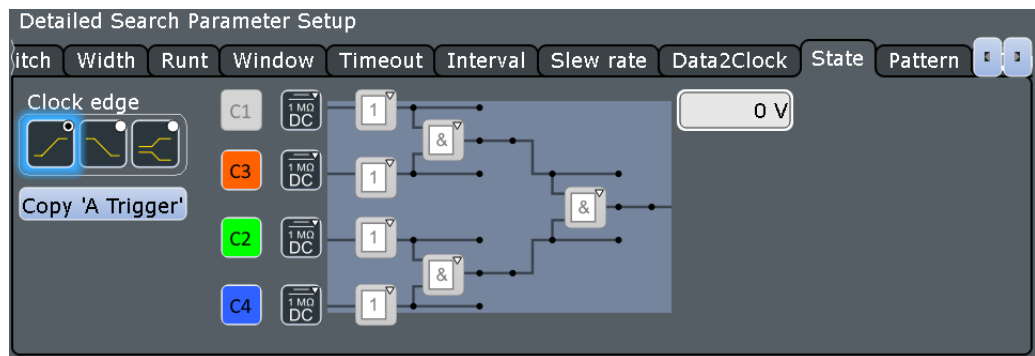 Detailed Search Parameter Setup
itch Width Runt Window Timeout Interval Slew rate Data2Clock State Pattern
Clock edge
C1 1 MΩ DC 1 0 V
&
C3 1 MΩ DC 1
Copy 'A Trigger' &
C2 1 MΩ DC 1
&
C4 1 MΩ DC 1